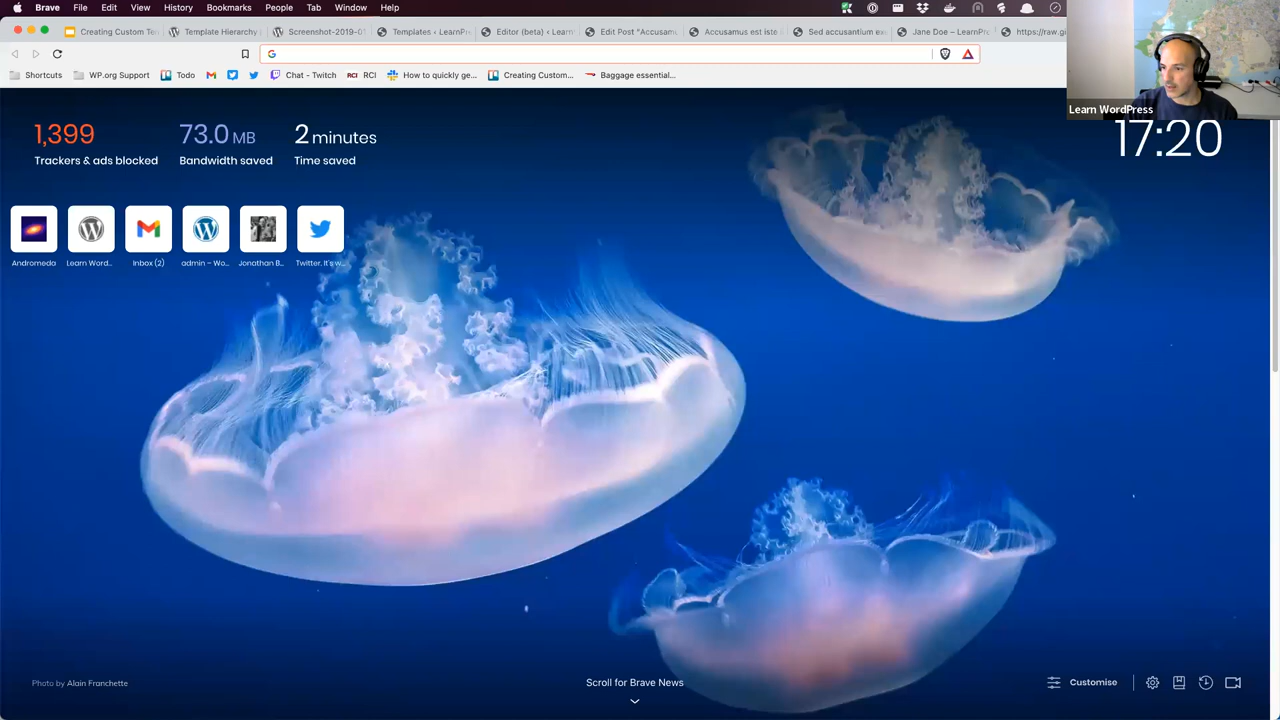 Brave File Edit View History Bookmarks People Tab Window Help
Creating Custom Te
Template Hierarchy
Screenshot-2019-01
Templates ‹ LearnPr
Editor (beta) ‹ Learn
Edit Post "Accusam
Accusamus est iste
Sed accusantium ex
Jane Doe – LearnPr
https://raw.gi
Shortcuts WP.org Support Todo Chat - Twitch RCI RCI How to quickly ge... Creating Custom... Baggage essential...
Learn WordPress
1,399 73.0 MB 2 minutes
Trackers & ads blocked Bandwidth saved Time saved
17:20
Andromeda Learn Word... Inbox (2) admin – Wo... Jonathan B... Twitter. It's w...
Photo by Alain Franchette
Scroll for Brave News
Customise